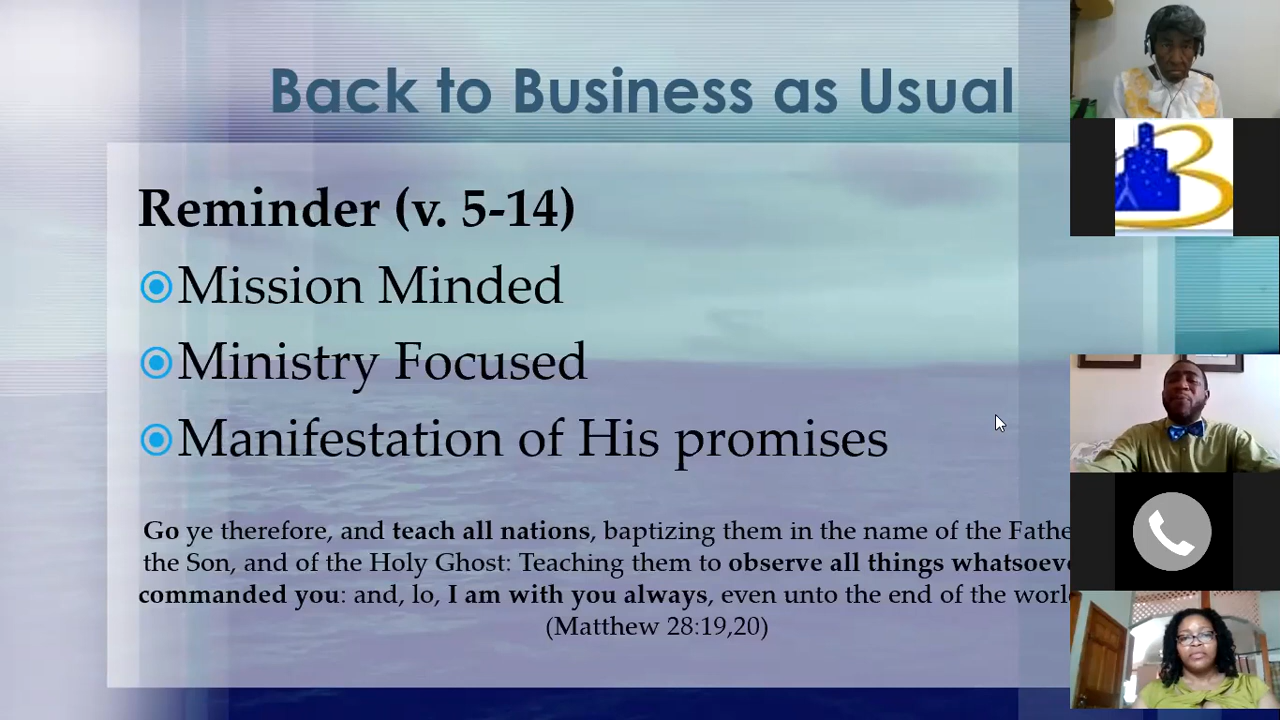 Back to Business as Usual
Reminder (v. 5-14)
Mission Minded
Ministry Focused
Manifestation of His promises
Go ye therefore, and teach all nations, baptizing them in the name of the
the Son, and of the Holy Ghost: Teaching them to observe all things
commanded you: and, lo, I am with you always, even unto the end of the
(Matthew 28:19,20)
B